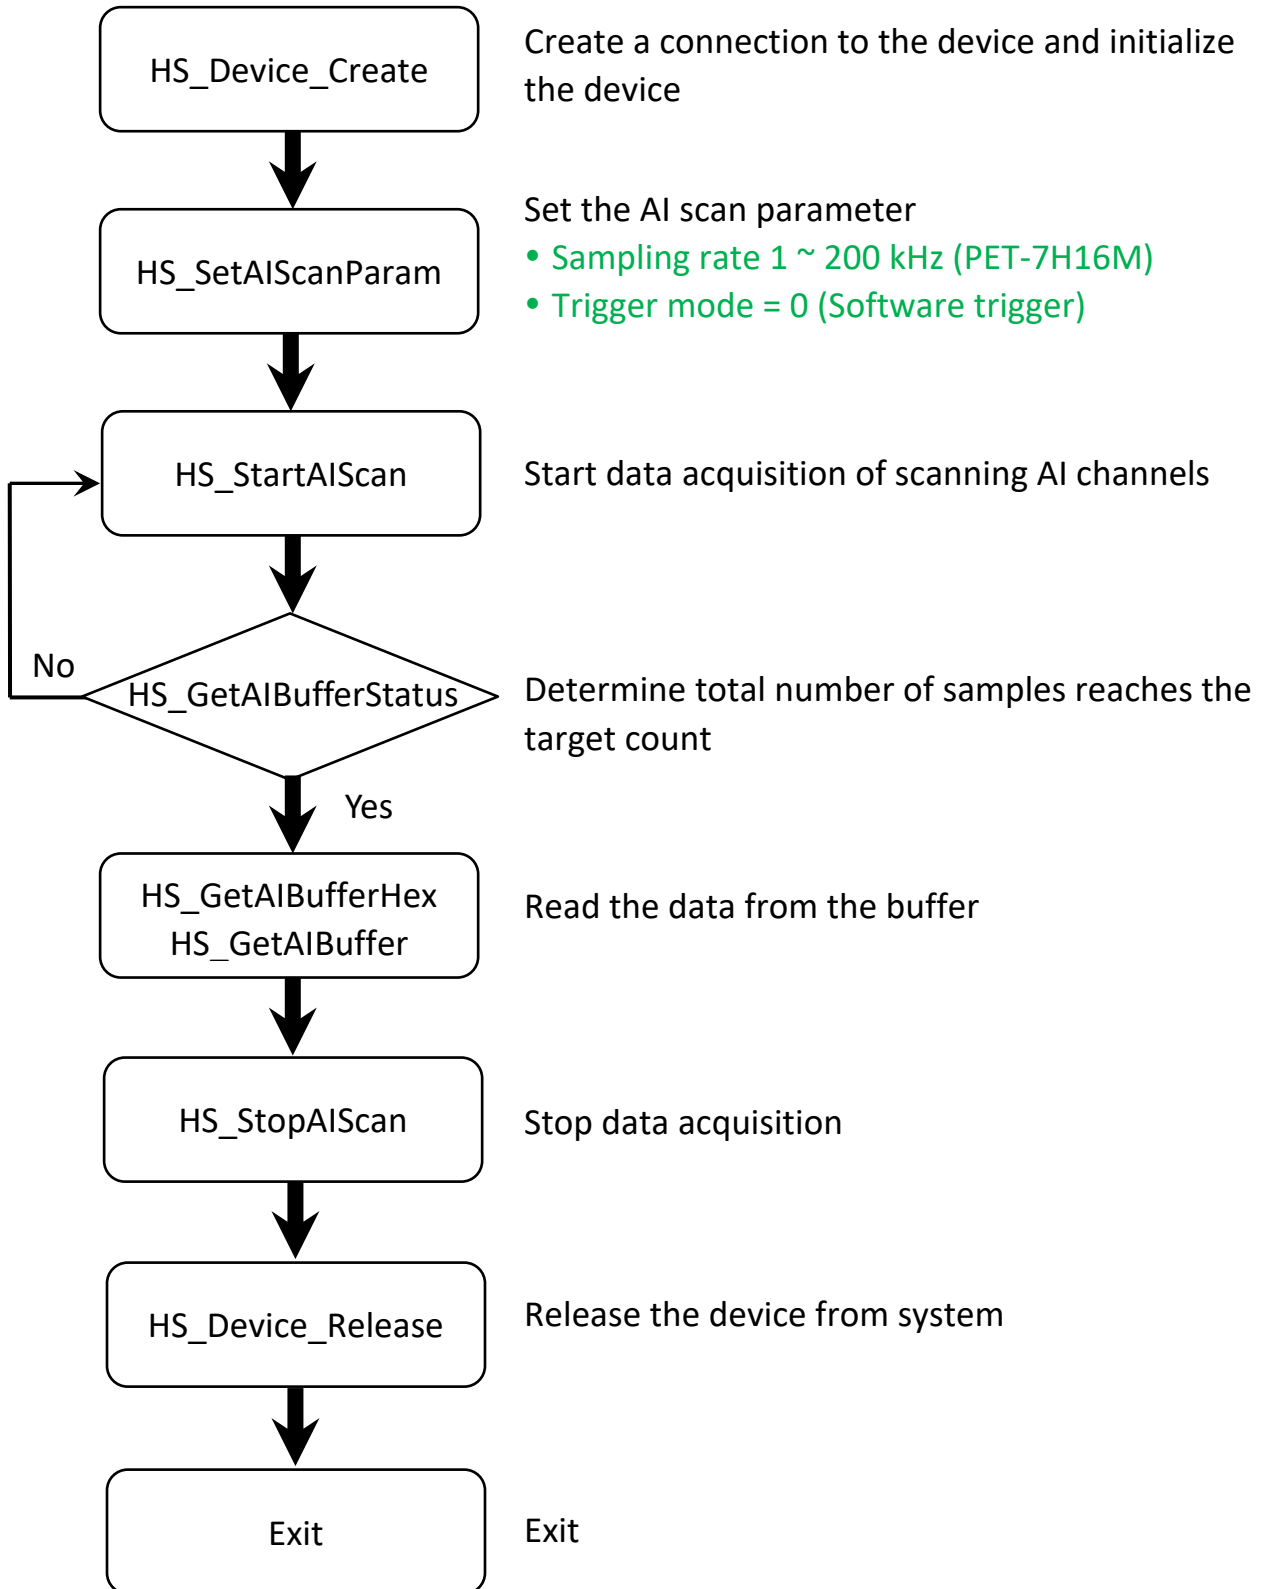 HS_Device_Create
Create a connection to the device and initialize
the device
HS_SetAIScanParam
Set the AI scan parameter
• Sampling rate 1 ~ 200 kHz (PET-7H16M)
• Trigger mode = 0 (Software trigger)
HS_StartAIScan
Start data acquisition of scanning AI channels
No
HS_GetAIBufferStatus
Determine total number of samples reaches the
target count
Yes
HS_GetAIBufferHex
HS_GetAIBuffer
Read the data from the buffer
HS_StopAIScan
Stop data acquisition
HS_Device_Release
Release the device from system
Exit
Exit